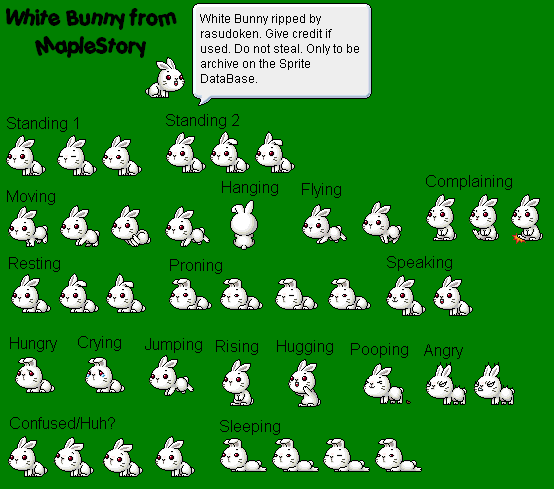 White Bunny from
MapleStory
White Bunny ripped by
rasudoken. Give credit if
used. Do not steal. Only to be
archive on the Sprite
DataBase.
Standing 1
Standing 2
Moving
Hanging
Flying
Complaining
Resting
Proning
Speaking
Hungry
Crying
Jumping
Rising
Hugging
Pooping
Angry
Confused/Huh?
Sleeping